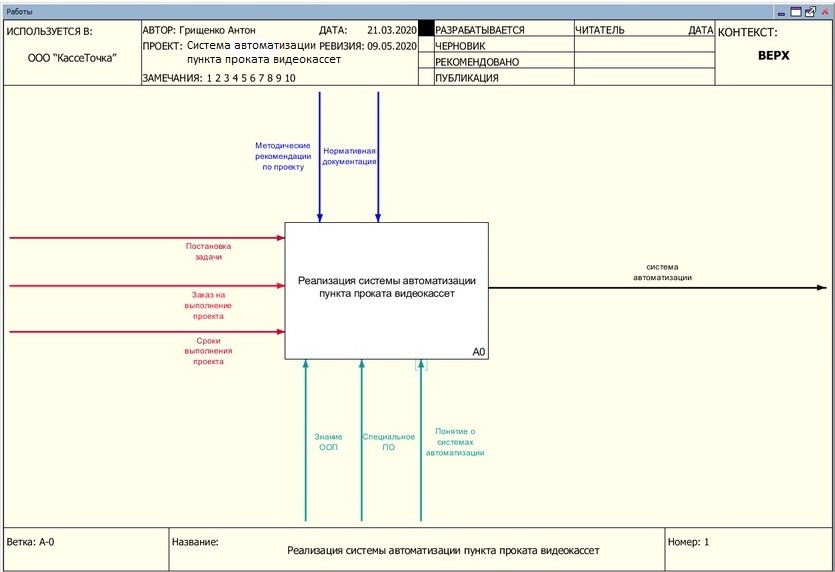 Работы
ИСПОЛЬЗУЕТСЯ В:
ООО "КассеТочка"
АВТОР: Грищенко Антон
ДАТА: 21.03.2020
ПРОЕКТ: Система автоматизации
пункта проката видеокассет
РЕВИЗИЯ: 09.05.2020
ЗАМЕЧАНИЯ: 1 2 3 4 5 6 7 8 9 10
РАЗРАБАТЫВАЕТСЯ
ЧЕРНОВИК
РЕКОМЕНДОВАНО
ПУБЛИКАЦИЯ
ЧИТАТЕЛЬ
ДАТА
КОНТЕКСТ:
ВЕРХ
Методические
рекомендации
по проекту
Нормативная
документация
Постановка
задачи
Заказ на
выполнение
проекта
Сроки
выполнения
проекта
Реализация системы автоматизации
пункта проката видеокассет
A0
система
автоматизации
Знание
ООП
Специальное
ПО
Понятие о
системах
автоматизации
Ветка: A-0
Название:
Реализация системы автоматизации пункта проката видеокассет
Номер: 1